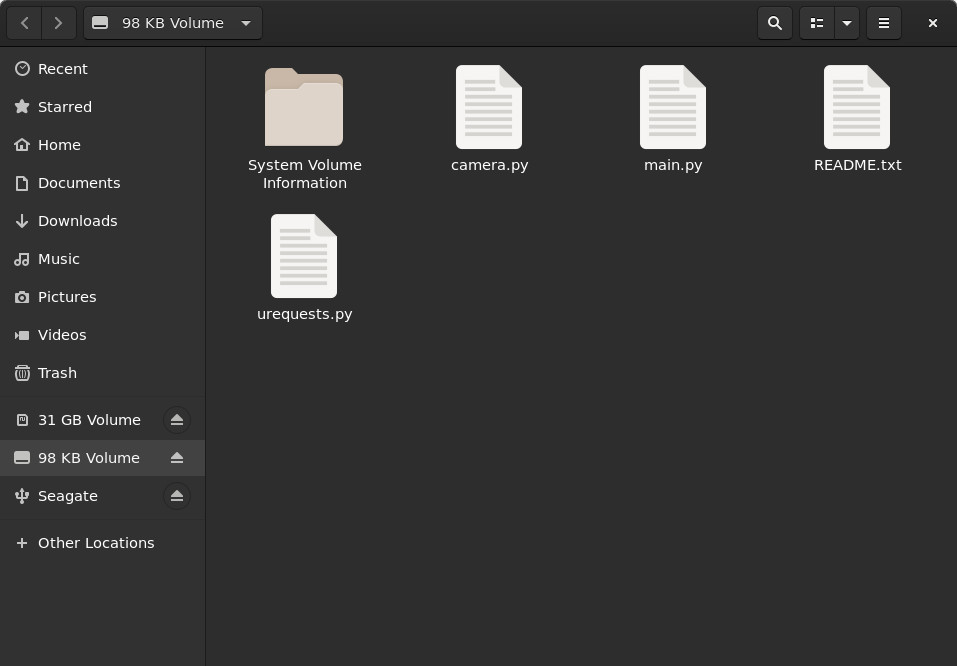 98 KB Volume
Recent
Starred
Home
Documents
Downloads
Music
Pictures
Videos
Trash
31 GB Volume
98 KB Volume
Seagate
Other Locations
System Volume
Information
camera.py
main.py
README.txt
urequests.py